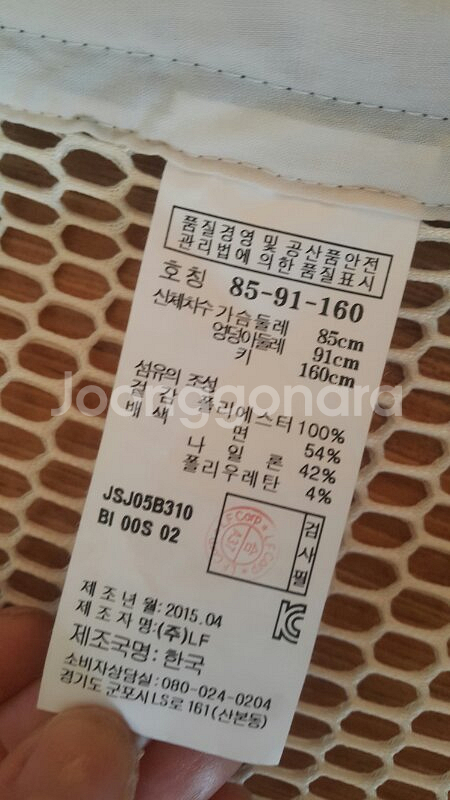 품질경영 및 공산품안전
관리법에 의한 품질표시
호칭 85-91-160
신체치수 가슴둘레 85cm
엉덩이둘레 91cm
키 160cm
섬유의 조성
겉감 폴리에스터 100%
배색 면 54%
나일론 42%
폴리우레탄 4%
Joonggonara
JSJ05B310
BI 00S 02
LF Corp
검사필
제조년월: 2015.04
제조자명:(주)LF
제조국명: 한국
소비자상담실: 080-024-0204
경기도 군포시 LS로 161(산본동)